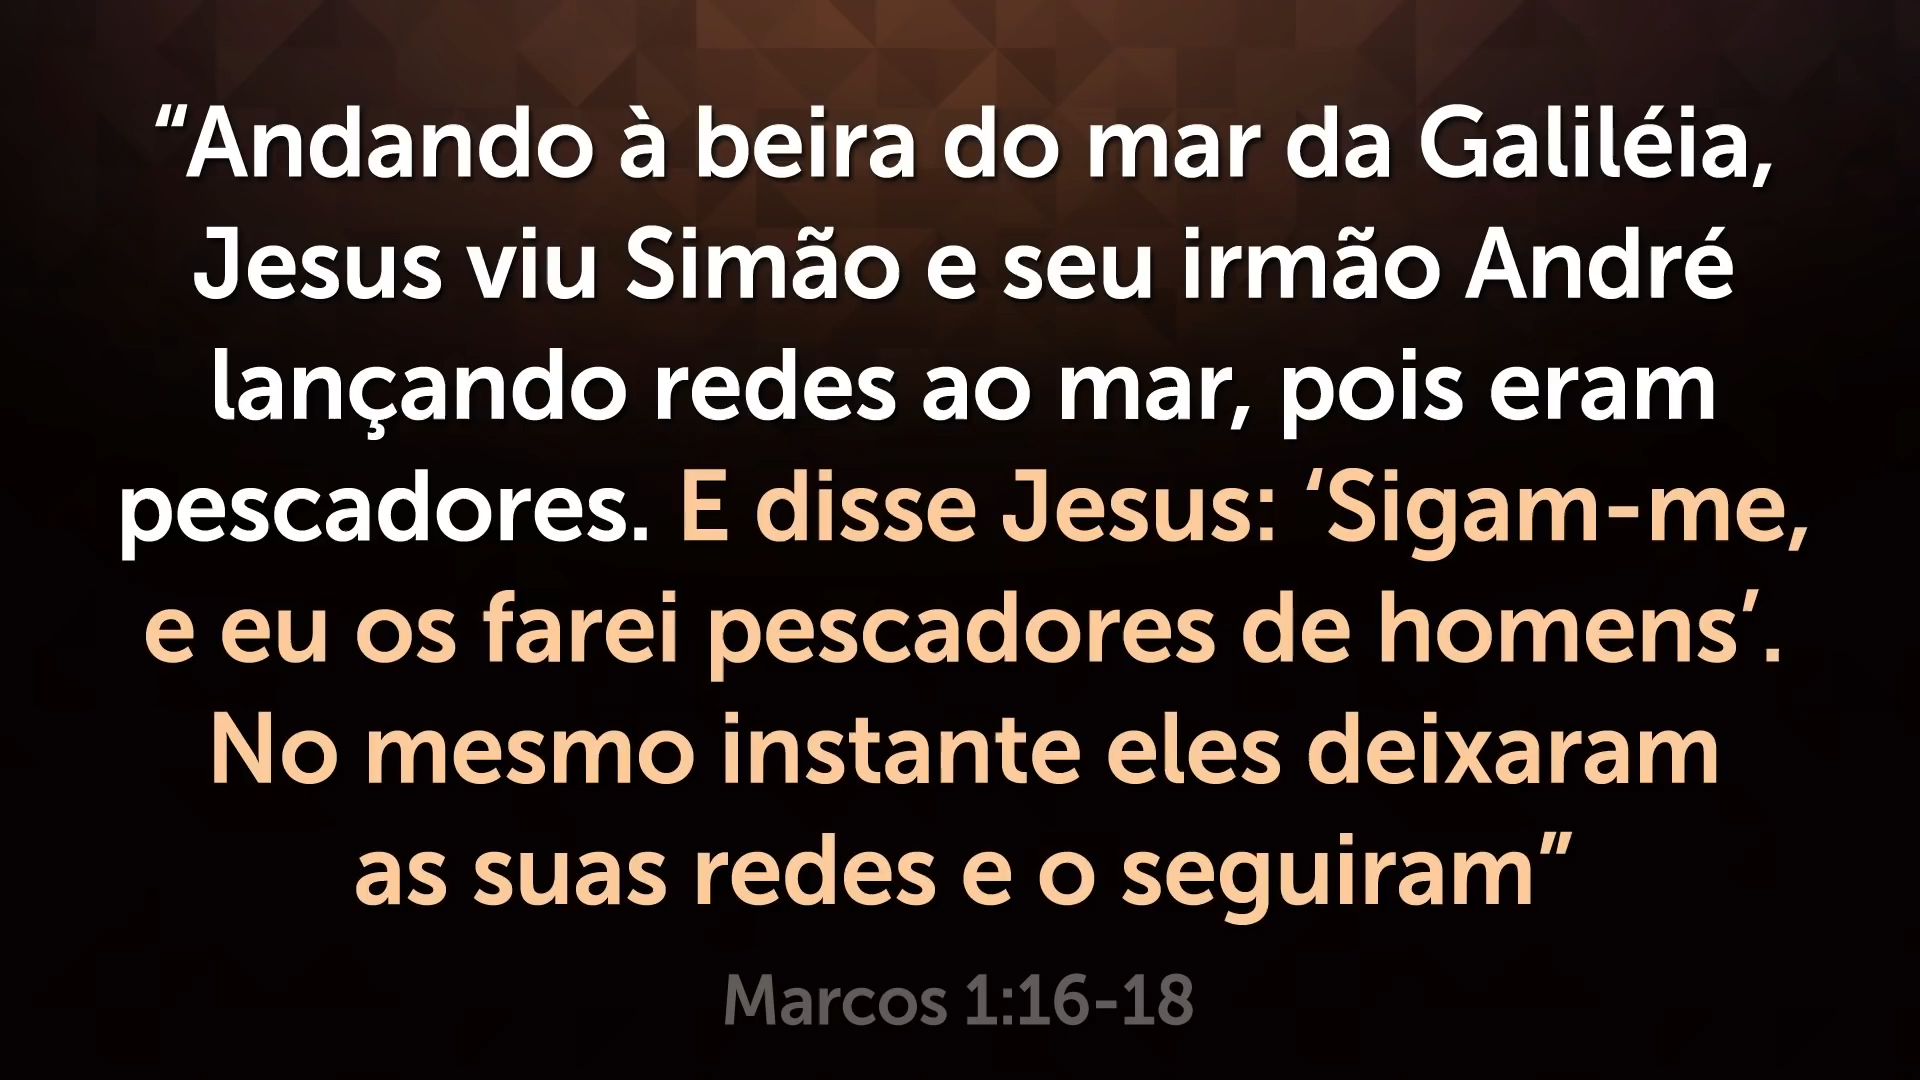 “Andando à beira do mar da Galiléia,
Jesus viu Simão e seu irmão André
lançando redes ao mar, pois eram
pescadores. E disse Jesus: ‘Sigam-me,
e eu os farei pescadores de homens’.
No mesmo instante eles deixaram
as suas redes e o seguiram”
Marcos 1:16-18